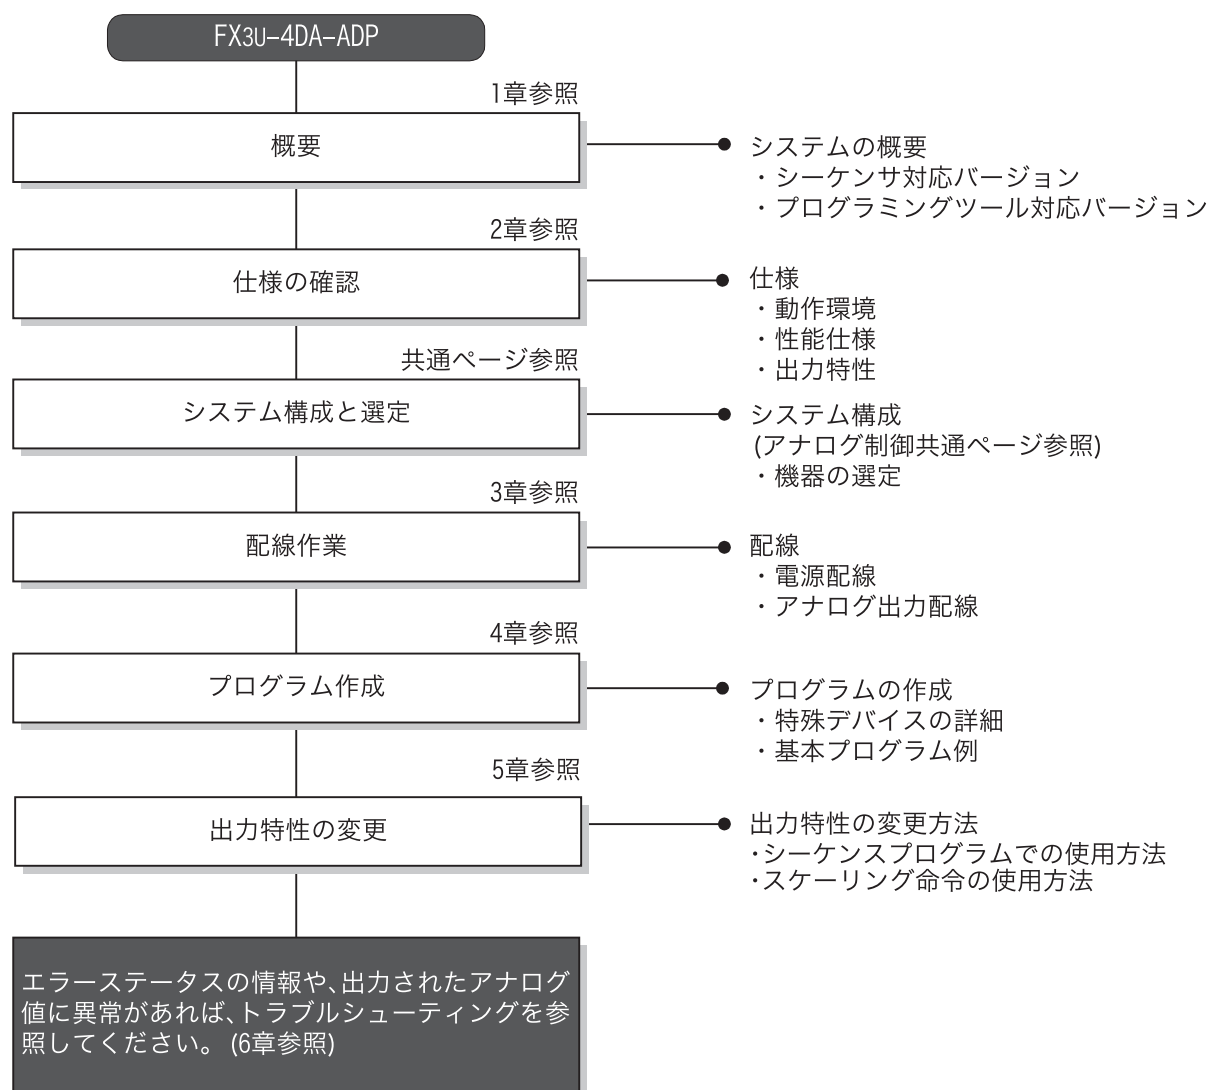 FX3U-4DA-ADP
1章参照
概要
システムの概要
・シーケンサ対応バージョン
・プログラミングツール対応バージョン
2章参照
仕様の確認
仕様
・動作環境
・性能仕様
・出力特性
共通ページ参照
システム構成と選定
システム構成
(アナログ制御共通ページ参照)
・機器の選定
3章参照
配線作業
配線
・電源配線
・アナログ出力配線
4章参照
プログラム作成
プログラムの作成
・特殊デバイスの詳細
・基本プログラム例
5章参照
出力特性の変更
出力特性の変更方法
・シーケンスプログラムでの使用方法
・スケーリング命令の使用方法
エラーステータスの情報や、出力されたアナログ
値に異常があれば、トラブルシューティングを参
照してください。(6章参照)